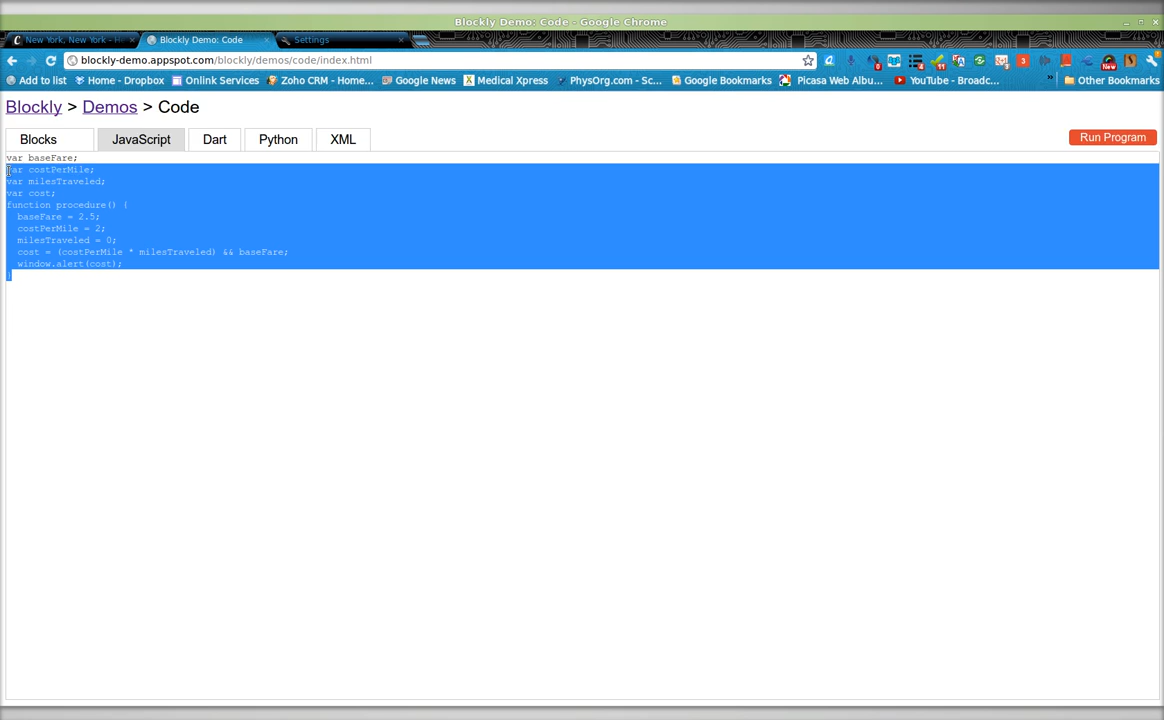 Blockly Demo: Code - Google Chrome
New York, New York - H
Blockly Demo: Code
Settings
blockly-demo.appspot.com/blockly/demos/code/index.html
Add to list
Home - Dropbox
Onlink Services
Zoho CRM - Home...
Google News
Medical Xpress
PhysOrg.com - Sc...
Google Bookmarks
Picasa Web Albu...
YouTube - Broadc...
»
Other Bookmarks
Blockly > Demos > Code
Blocks
JavaScript
Dart
Python
XML
Run Program
var baseFare;
var costPerMile;
var milesTraveled;
var cost;
function procedure() {
baseFare = 2.5;
costPerMile = 2;
milesTraveled = 0;
cost = (costPerMile * milesTraveled) && baseFare;
window.alert(cost);
}